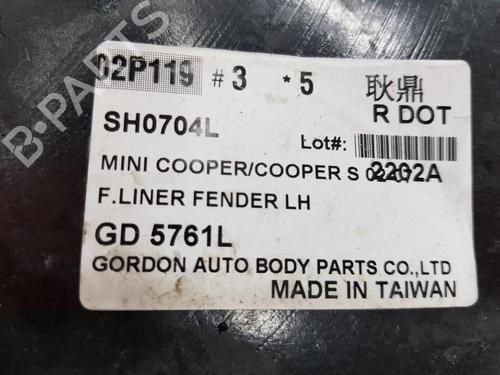 02P119 # 3 * 5 耿鼎
R DOT
SH0704L Lot#:
MINI COOPER/COOPER S 02-07 2202A
F.LINER FENDER LH
GD 5761L
GORDON AUTO BODY PARTS CO.,LTD
MADE IN TAIWAN
B-PARTS